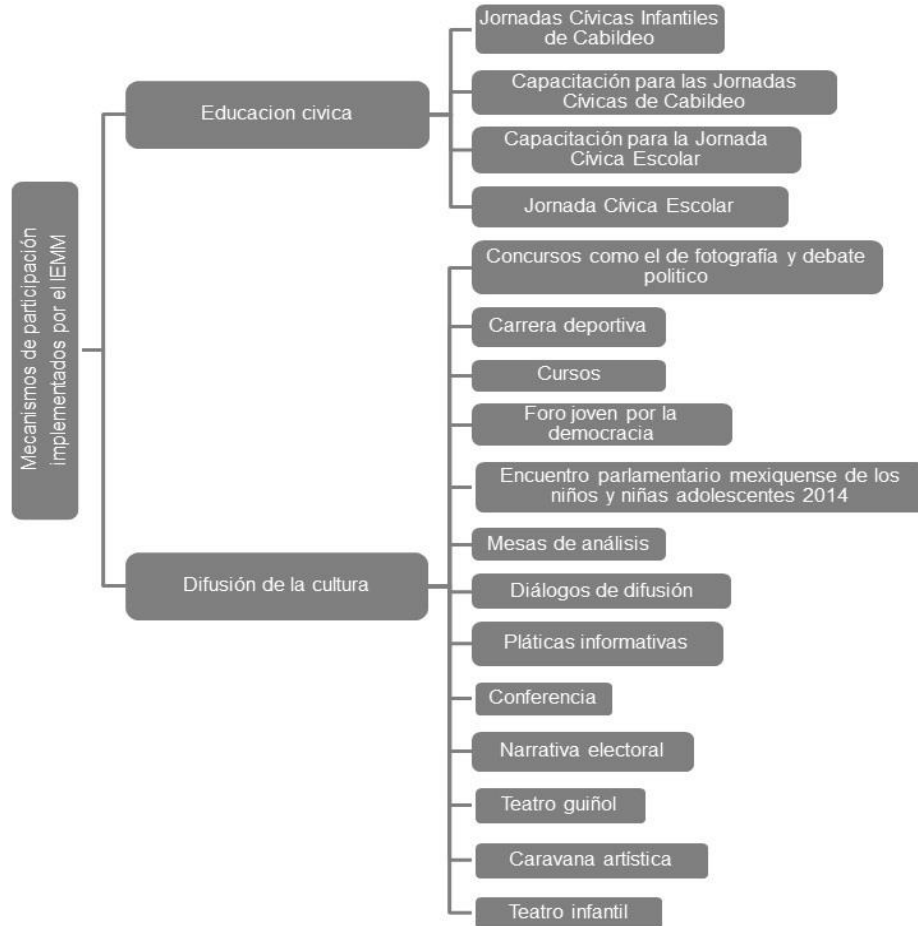 Mecanismos de participación
implementados por el IEMM
Educacion civica
Jornadas Cívicas Infantiles
de Cabildeo
Capacitación para las Jornadas
Cívicas de Cabildeo
Capacitación para la Jornada
Cívica Escolar
Jornada Cívica Escolar
Difusión de la cultura
Concursos como el de fotografía y debate
politico
Carrera deportiva
Cursos
Foro joven por la
democracia
Encuentro parlamentario mexiquense de los
niños y niñas adolescentes 2014
Mesas de análisis
Diálogos de difusión
Pláticas informativas
Conferencia
Narrativa electoral
Teatro guiñol
Caravana artística
Teatro infantil